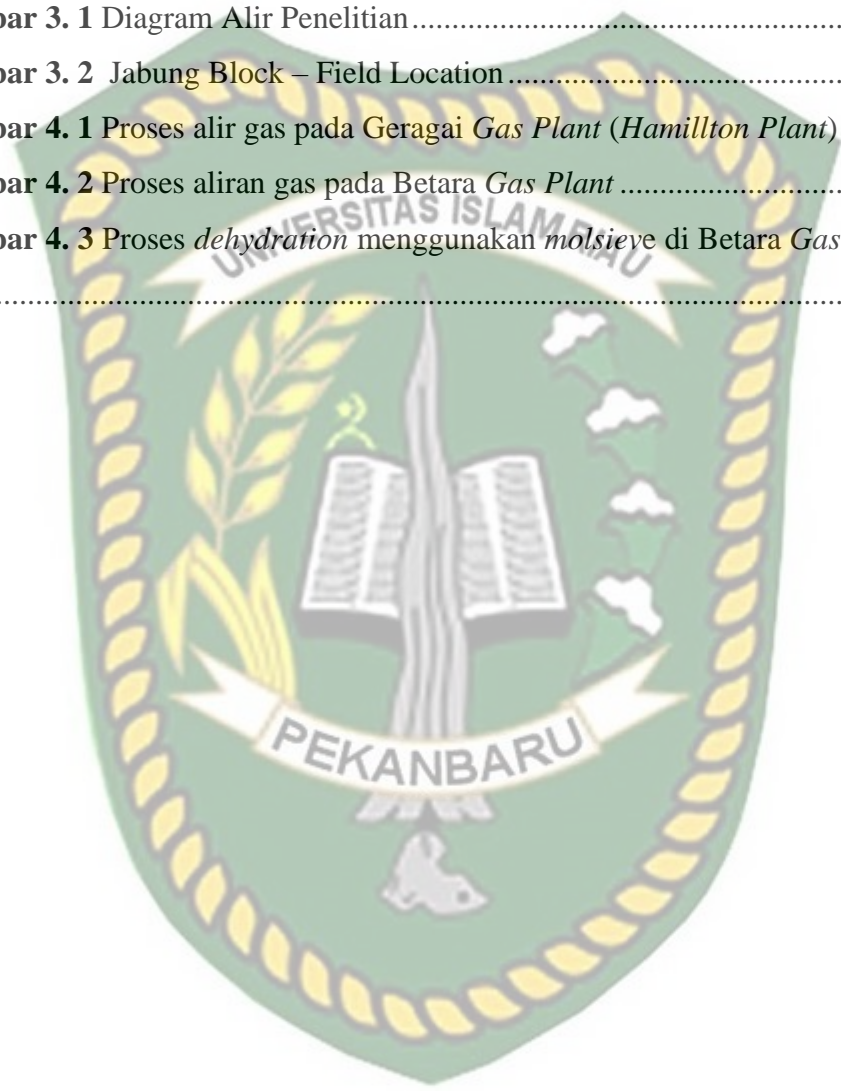 bar 3. 1 Diagram Alir Penelitian..........................................................................
bar 3. 2  Jabung Block – Field Location..........................................................
bar 4. 1 Proses alir gas pada Geragai Gas Plant (Hamillton Plant)
bar 4. 2 Proses aliran gas pada Betara Gas Plant........................................
UNIVERSITAS ISLAM RIAU
bar 4. 3 Proses dehydration menggunakan molsieve di Betara Gas
....................................................................................................................................
PEKANBARU